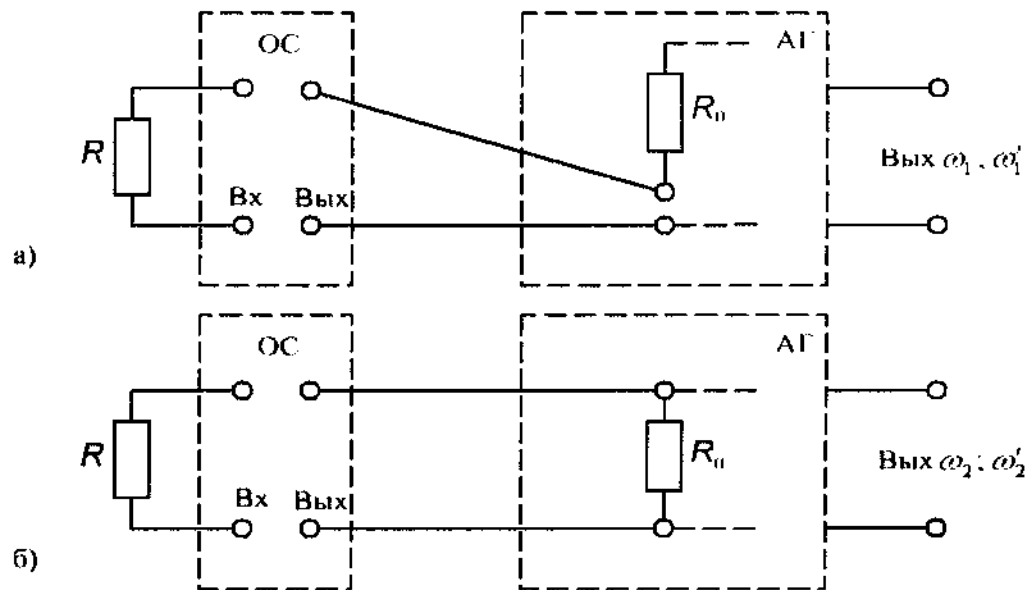 ОС АГ
R R₀
Вх Вых Вых ω₁ ; ω′₁
а)
ОС АГ
R R₀ Вых ω₂ ; ω′₂
Вх Вых
б)